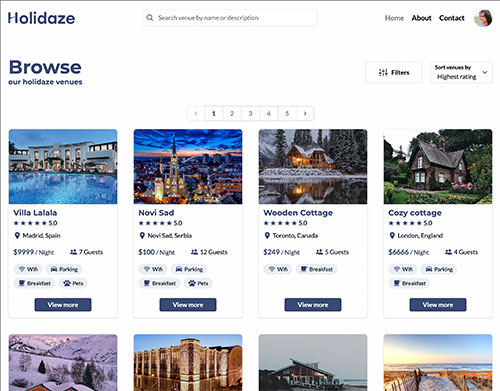 Holidaze
Search venue by name or description
Home About Contact
Browse
our holidaze venues
Filters
Sort venues by
Highest rating
« 1 2 3 4 5 >
Villa Lalala
★★★★★ 5.0
Madrid, Spain
$9999 / Night 7 Guests
Wifi Parking
Breakfast
View more
Novi Sad
★★★★★ 5.0
Novi Sad, Serbia
$100 / Night 12 Guests
Wifi Parking
Breakfast Pets
View more
Wooden Cottage
★★★★★ 5.0
Toronto, Canada
$249 / Night 5 Guests
Wifi Parking
View more
Cozy cottage
★★★★★ 5.0
London, England
$6666 / Night 4 Guests
Wifi Parking
Breakfast Pets
View more